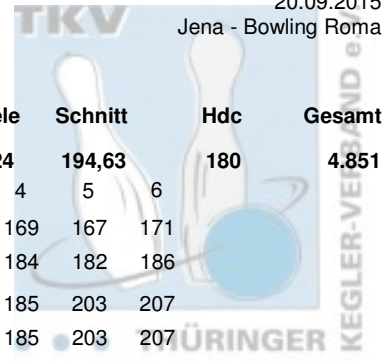 20.09.2015
TKV
Jena - Bowling Roma
KEGLER-VERBAND e.V.
Schnitt Hdc Gesamt
24 194,63 180 4.851
4 5 6
169 167 171
184 182 186
185 203 207
185 203 207
THÜRINGER